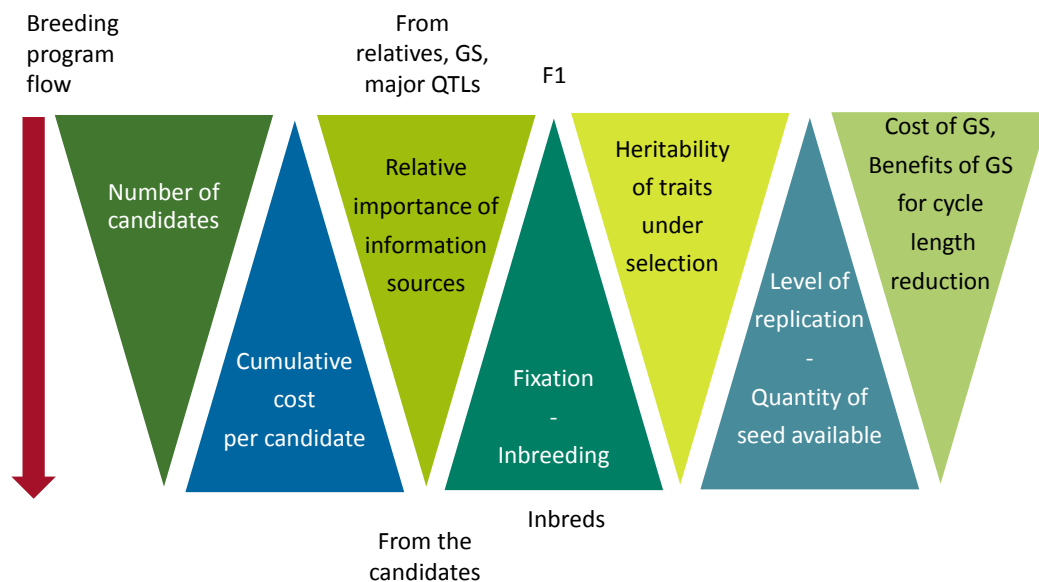 Breeding
program
flow
From
relatives, GS,
major QTLs
F1
Number of
candidates
Cumulative
cost
per candidate
Relative
importance of
information
sources
From the
candidates
Fixation
-
Inbreeding
Inbreds
Heritability
of traits
under
selection
Level of
replication
-
Quantity of
seed available
Cost of GS,
Benefits of GS
for cycle
length
reduction